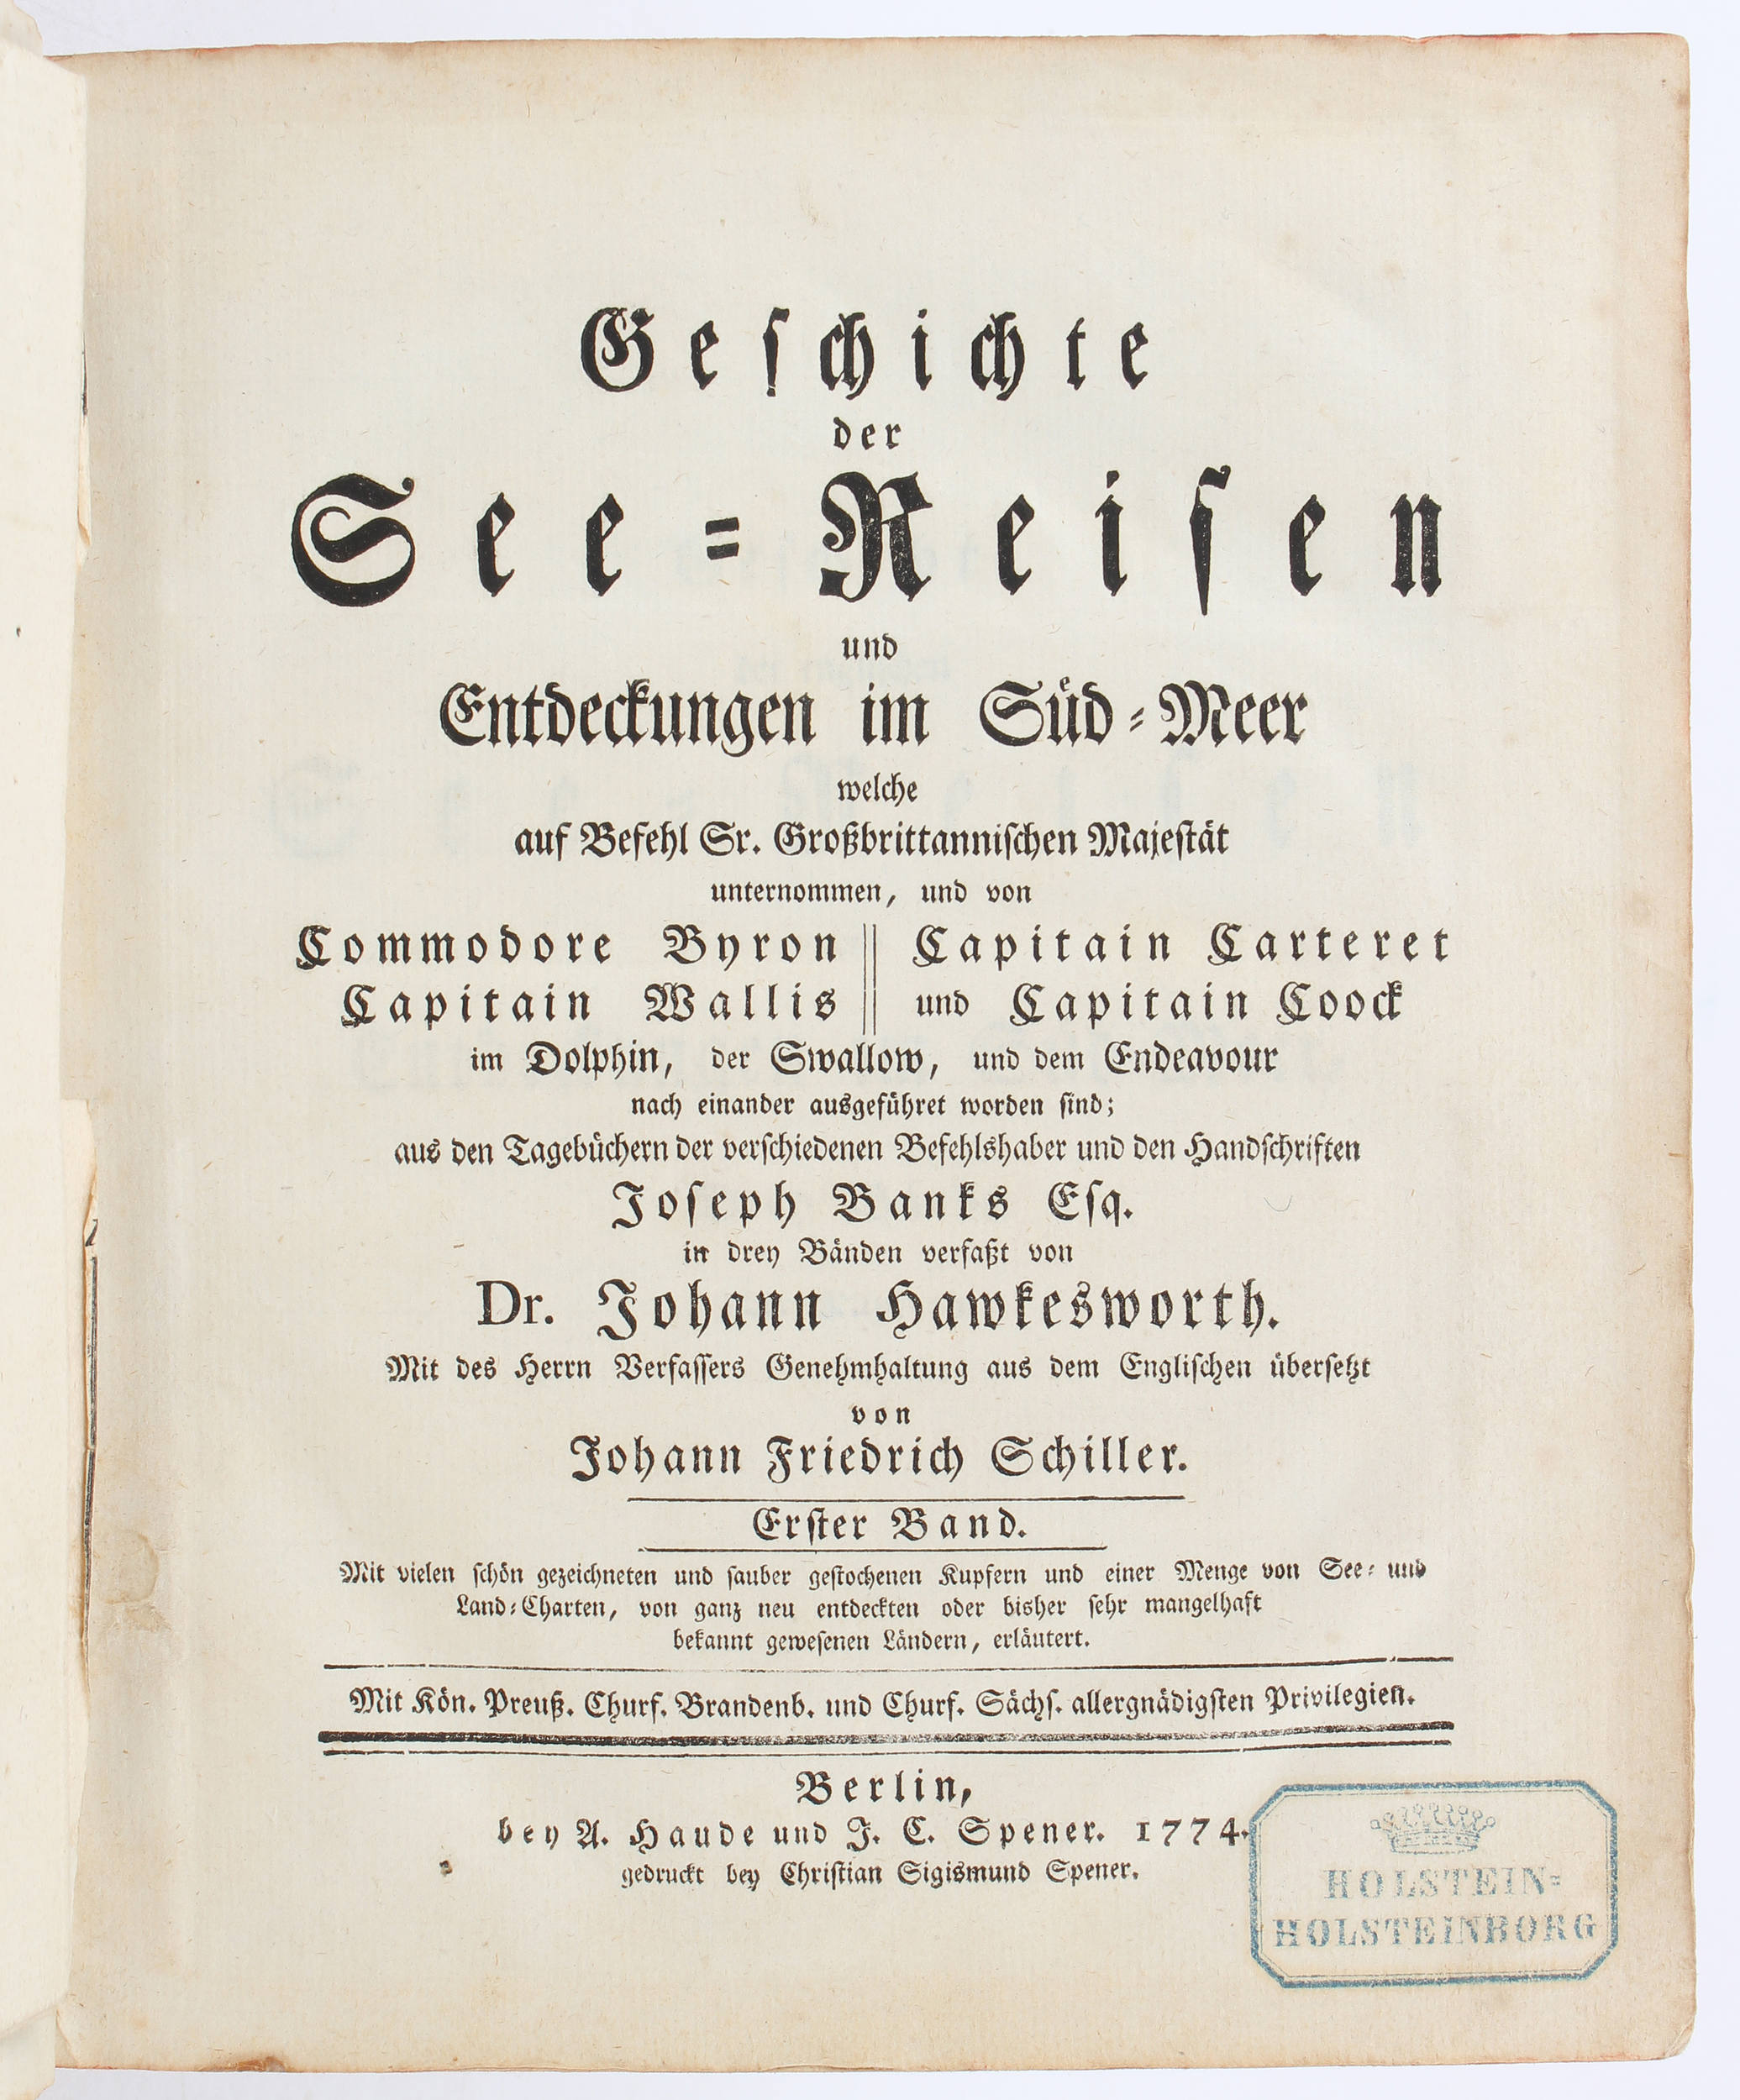 Geschichte
der
See=Reisen
und
Entdeckungen im Süd=Meer
welche
auf Befehl Sr. Großbrittannischen Majestät
unternommen, und von
Commodore Byron || Capitain Carteret
Capitain Wallis || und Capitain Coock
im Dolphin, der Swallow, und dem Endeavour
nach einander ausgeführet worden sind;
aus den Tagebüchern der verschiedenen Befehlshaber und den Handschriften
Joseph Banks Esq.
in drey Bänden verfaßt von
Dr. Johann Hawkesworth.
Mit des Herrn Verfassers Genehmhaltung aus dem Englischen übersetzt
von
Johann Friedrich Schiller.
Erster Band.
Mit vielen schön gezeichneten und sauber gestochenen Kupfern und einer Menge von See= und
Land=Charten, von ganz neu entdeckten oder bisher sehr mangelhaft
bekannt gewesenen Ländern, erläutert.
Mit Kön. Preuß. Churf. Brandenb. und Churf. Sächs. allergnädigsten Privilegien.
Berlin,
bey A. Haude und J. C. Spener. 1774.
gedruckt bey Christian Sigismund Spener.
HOLSTEIN=
HOLSTEINBORG